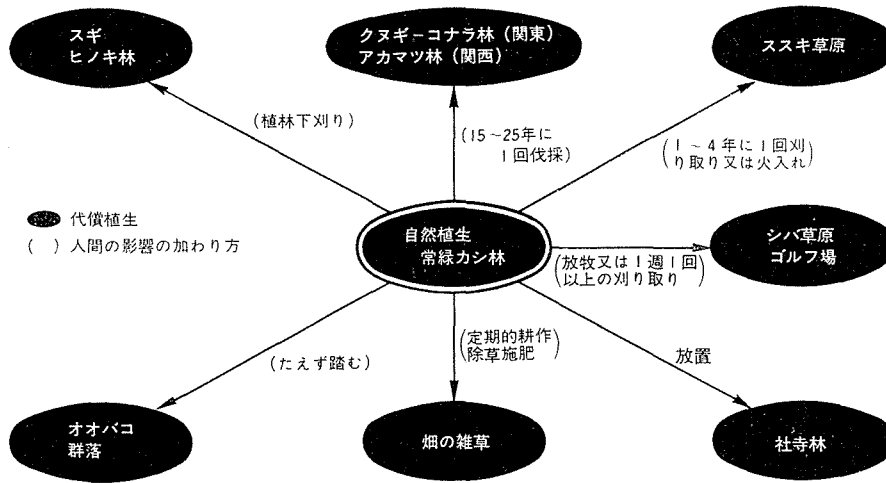 スギ
ヒノキ林
クヌギーコナラ林（関東）
アカマツ林（関西）
ススキ草原
(植林下刈り)
(15~25年に
1回伐採)
(1~4年に1回刈
り取り又は火入れ)
代償植生
( ) 人間の影器の加わり方
自然植生
常緑カシ林
シバ草原
ゴルフ場
(放牧又は1週1回
以上の刈り取り)
(たえず踏む)
(定期的耕作
除草施肥)
放置
オオバコ
群落
畑の雑草
社寺林